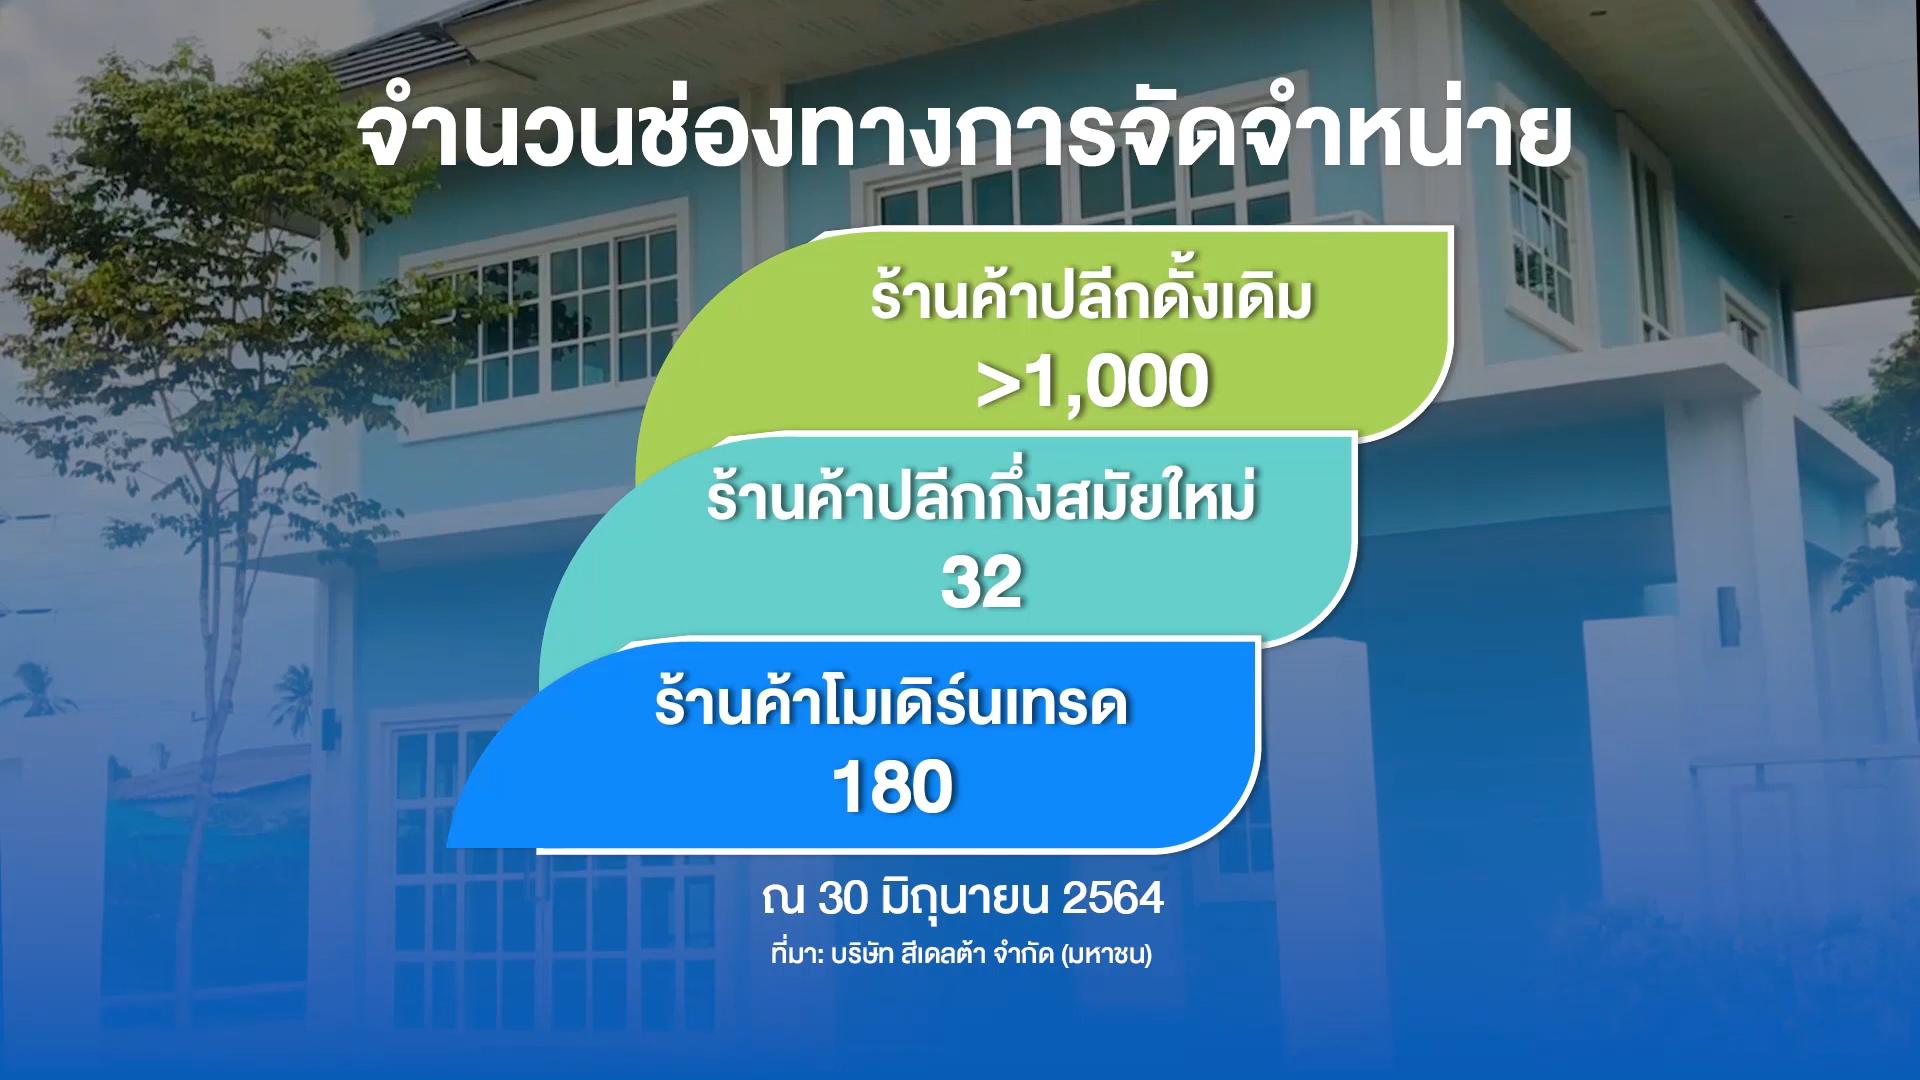 จำนวนช่องทางการจัดจำหน่าย
ร้านค้าปลีกดั้งเดิม
>1,000
ร้านค้าปลีกกึ่งสมัยใหม่
32
ร้านค้าโมเดิร์นเทรด
180
ณ 30 มิถุนายน 2564
ที่มา: บริษัท สีเดลต้า จำกัด (มหาชน)